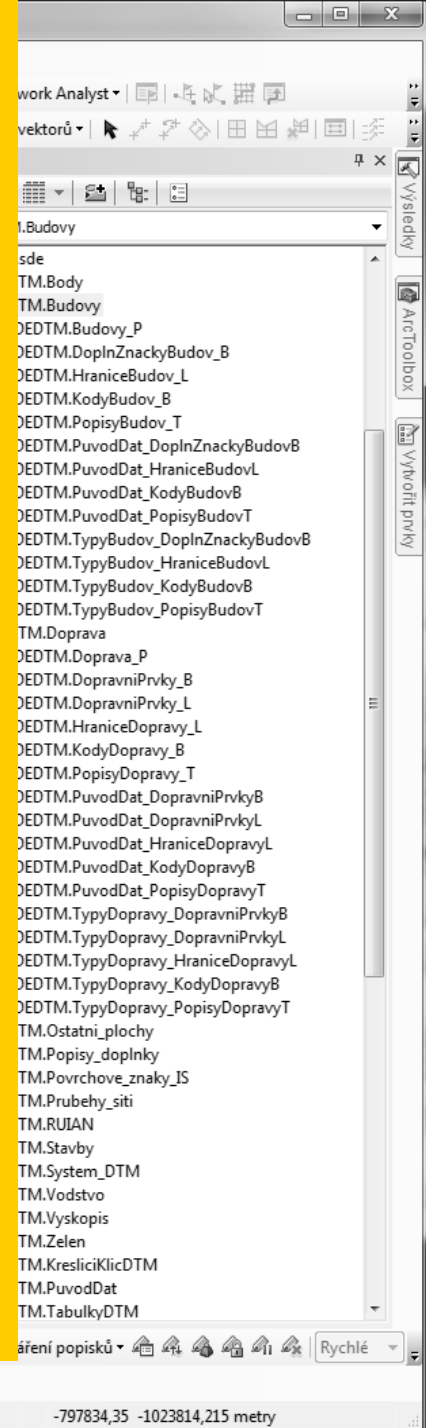 work Analyst
vektorů
M.Budovy
sde
TM.Body
TM.Budovy
DEDTM.Budovy_P
DEDTM.DoplnZnackyBudov_B
DEDTM.HraniceBudov_L
DEDTM.KodyBudov_B
DEDTM.PopisyBudov_T
DEDTM.PuvodDat_DoplnZnackyBudovB
DEDTM.PuvodDat_HraniceBudovL
DEDTM.PuvodDat_KodyBudovB
DEDTM.PuvodDat_PopisyBudovT
DEDTM.TypyBudov_DoplnZnackyBudovB
DEDTM.TypyBudov_HraniceBudovL
DEDTM.TypyBudov_KodyBudovB
DEDTM.TypyBudov_PopisyBudovT
TM.Doprava
DEDTM.Doprava_P
DEDTM.DopravniPrvky_B
DEDTM.DopravniPrvky_L
DEDTM.HraniceDopravy_L
DEDTM.KodyDopravy_B
DEDTM.PopisyDopravy_T
DEDTM.PuvodDat_DopravniPrvkyB
DEDTM.PuvodDat_DopravniPrvkyL
DEDTM.PuvodDat_HraniceDopravyL
DEDTM.PuvodDat_KodyDopravyB
DEDTM.PuvodDat_PopisyDopravyT
DEDTM.TypyDopravy_DopravniPrvkyB
DEDTM.TypyDopravy_DopravniPrvkyL
DEDTM.TypyDopravy_HraniceDopravyL
DEDTM.TypyDopravy_KodyDopravyB
DEDTM.TypyDopravy_PopisyDopravyT
TM.Ostatni_plochy
TM.Popisy_doplnky
TM.Povrchove_znaky_IS
TM.Prubehy_siti
TM.RUIAN
TM.Stavby
TM.System_DTM
TM.Vodstvo
TM.Vyskopis
TM.Zelen
TM.KresliciKlicDTM
TM.PuvodDat
TM.TabulkyDTM
Výsledky
ArcToolbox
Vytvořit prvky
áření popisků
Rychlé
-797834,35 -1023814,215 metry